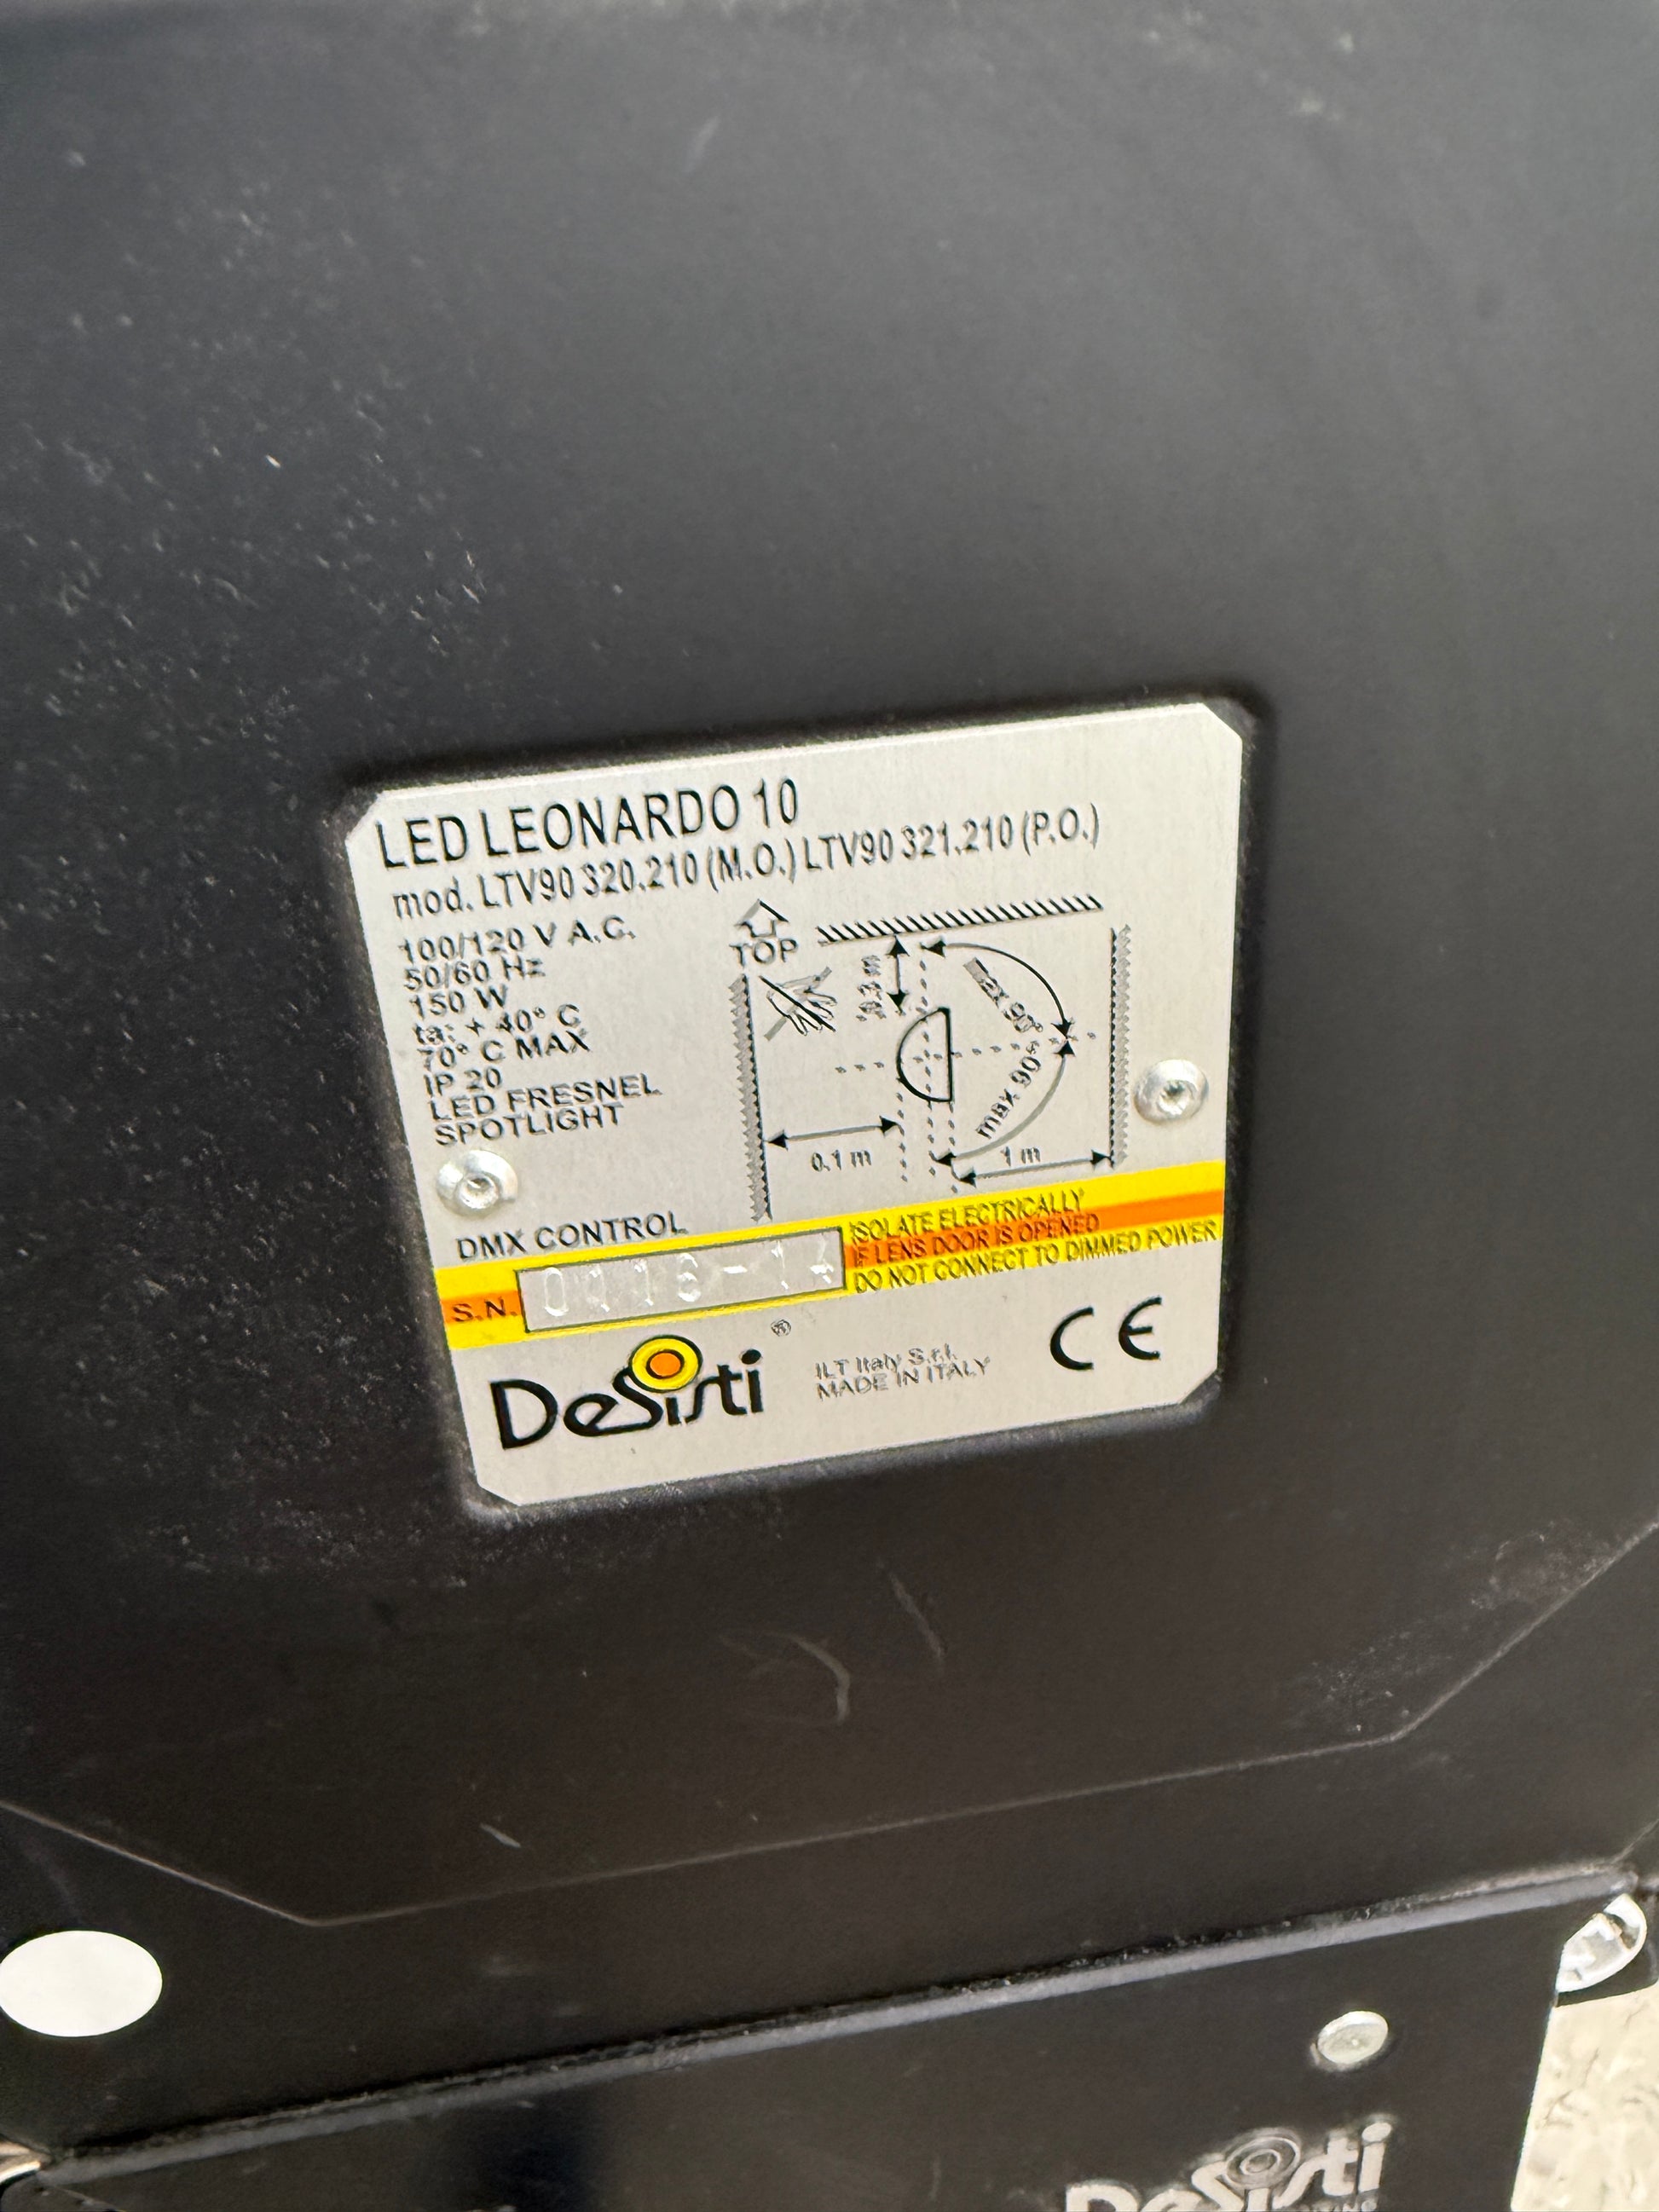 LED LEONARDO 10
mod. LTV90 320.210 (M.O.) LTV90 321.210 (P.O.)
100/120 V A.C.
50/60 Hz
150 W
ta: + 40° C
70° C MAX
IP 20
LED FRESNEL
SPOTLIGHT
TOP
0.3 m
max 90°
max 90°
0.1 m
1 m
DMX CONTROL
S.N.
ISOLATE ELECTRICALLY
IF LENS DOOR IS OPENED
DO NOT CONNECT TO DIMMED POWER
DeSisti ®
ILT Italy S.r.l.
MADE IN ITALY
CE
DeSisti